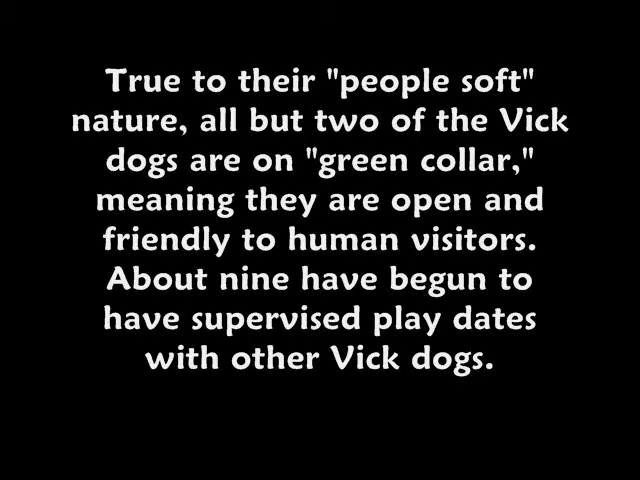 True to their "people soft"
nature, all but two of the Vick
dogs are on "green collar,"
meaning they are open and
friendly to human visitors.
About nine have begun to
have supervised play dates
with other Vick dogs.